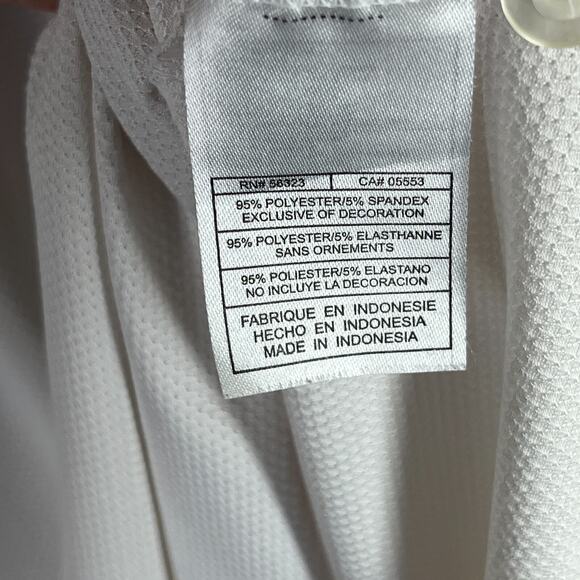 RN# 56323 CA# 05553
95% POLYESTER/5% SPANDEX
EXCLUSIVE OF DECORATION
95% POLYESTER/5% ELASTHANNE
SANS ORNEMENTS
95% POLIESTER/5% ELASTANO
NO INCLUYE LA DECORACION
FABRIQUE EN INDONESIE
HECHO EN INDONESIA
MADE IN INDONESIA